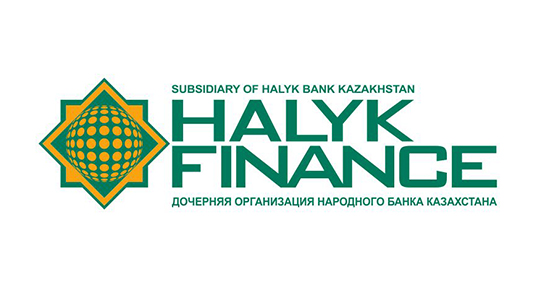 SUBSIDIARY OF HALYK BANK KAZAKHSTAN
HALYK
FINANCE
ДОЧЕРНЯЯ ОРГАНИЗАЦИЯ НАРОДНОГО БАНКА КАЗАХСТАНА